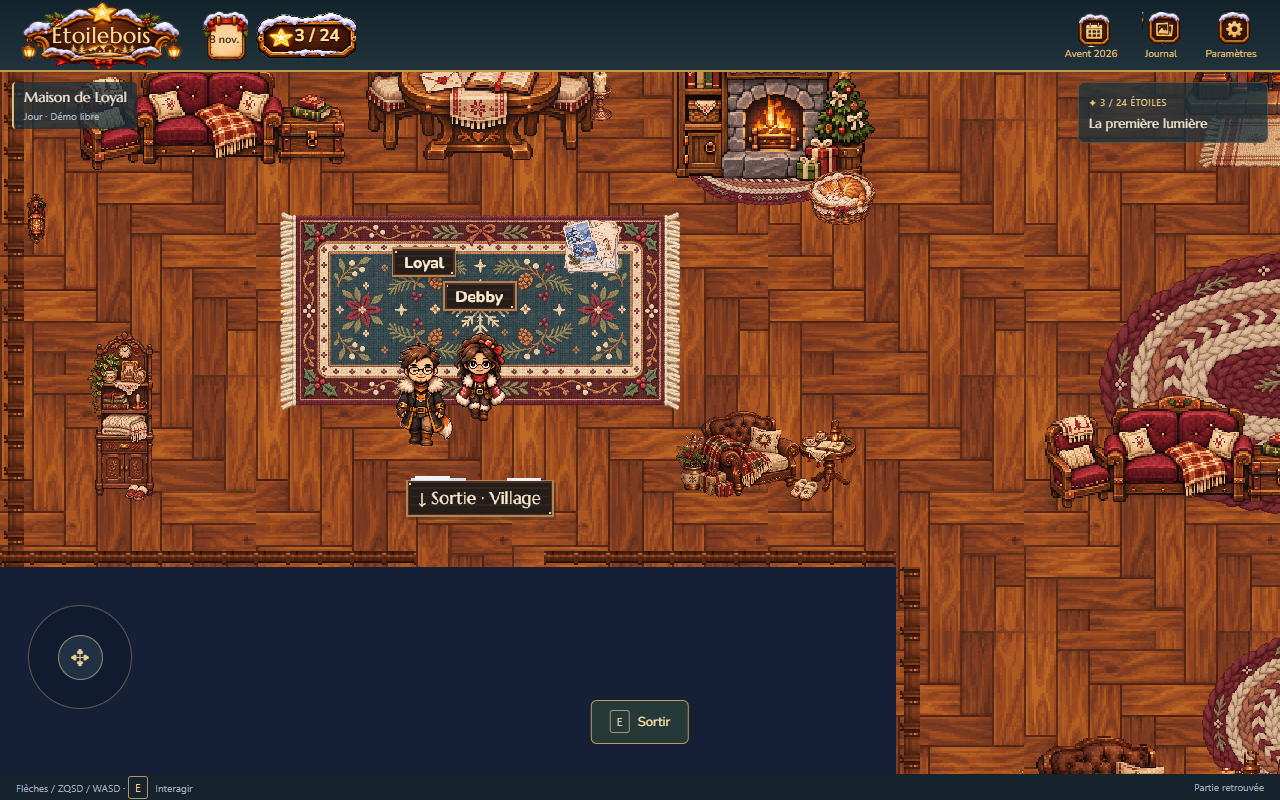 Etoilebois
8 nov.
3 / 24
Avent 2026
Journal
Paramètres
Maison de Loyal
Jour · Démo libre
✦ 3 / 24 ÉTOILES
La première lumière
Loyal
Debby
↓ Sortie · Village
E Sortir
Flèches / ZQSD / WASD · E Interagir
Partie retrouvée